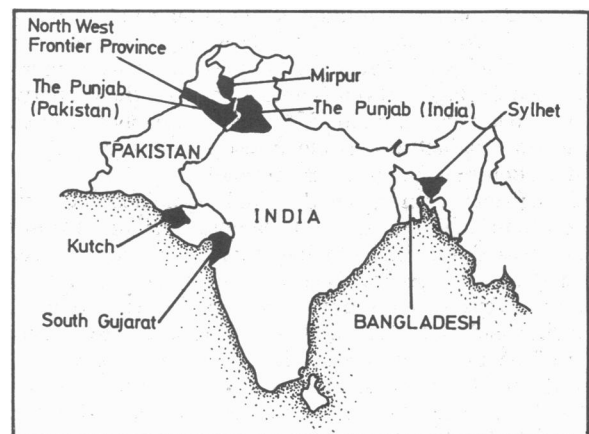 North West
Frontier Province
Mirpur
The Punjab
(Pakistan)
The Punjab (India)
Sylhet
PAKISTAN
INDIA
Kutch
South Gujarat
BANGLADESH